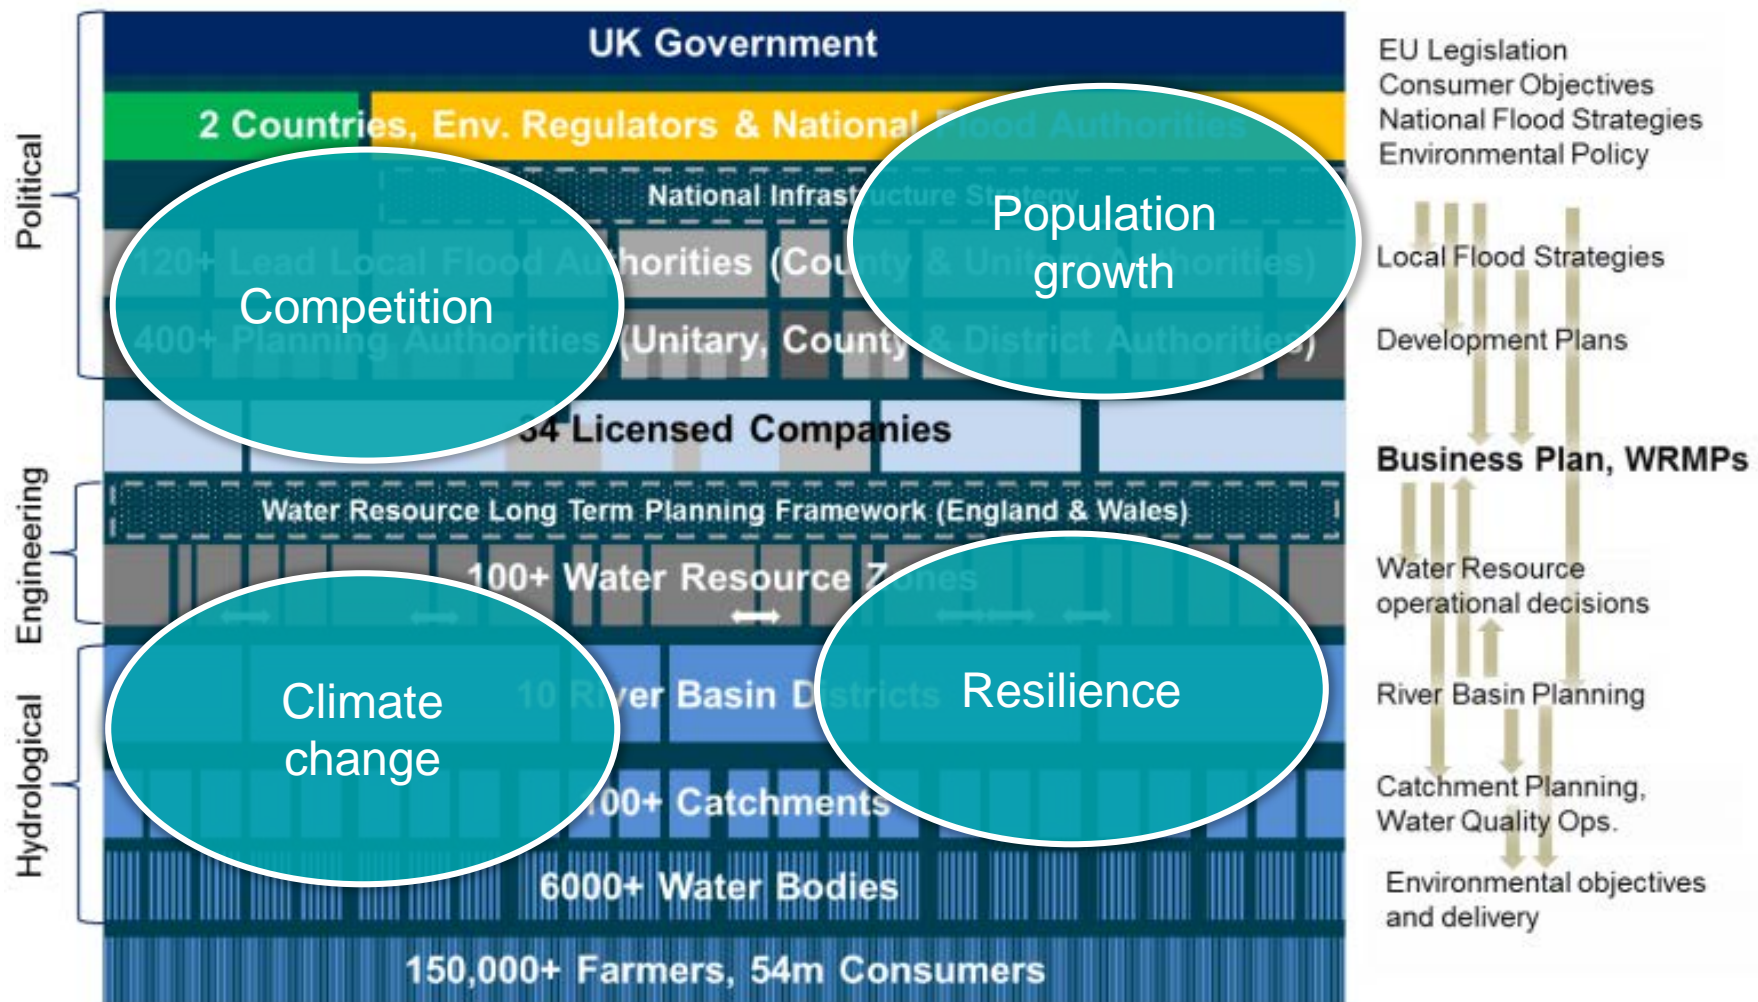 Political
Engineering
Hydrological
UK Government
2 Countries, Env. Regulators & National Flood Authorities
National Infrastructure Strategy
120+ Lead Local Flood Authorities (County & Unitary Authorities)
400+ Planning Authorities (Unitary, County & District Authorities)
34 Licensed Companies
Water Resource Long Term Planning Framework (England & Wales)
100+ Water Resource Zones
10 River Basin Districts
100+ Catchments
6000+ Water Bodies
150,000+ Farmers, 54m Consumers
Competition
Population
growth
Climate
change
Resilience
EU Legislation
Consumer Objectives
National Flood Strategies
Environmental Policy
Local Flood Strategies
Development Plans
Business Plan, WRMPs
Water Resource
operational decisions
River Basin Planning
Catchment Planning,
Water Quality Ops.
Environmental objectives
and delivery